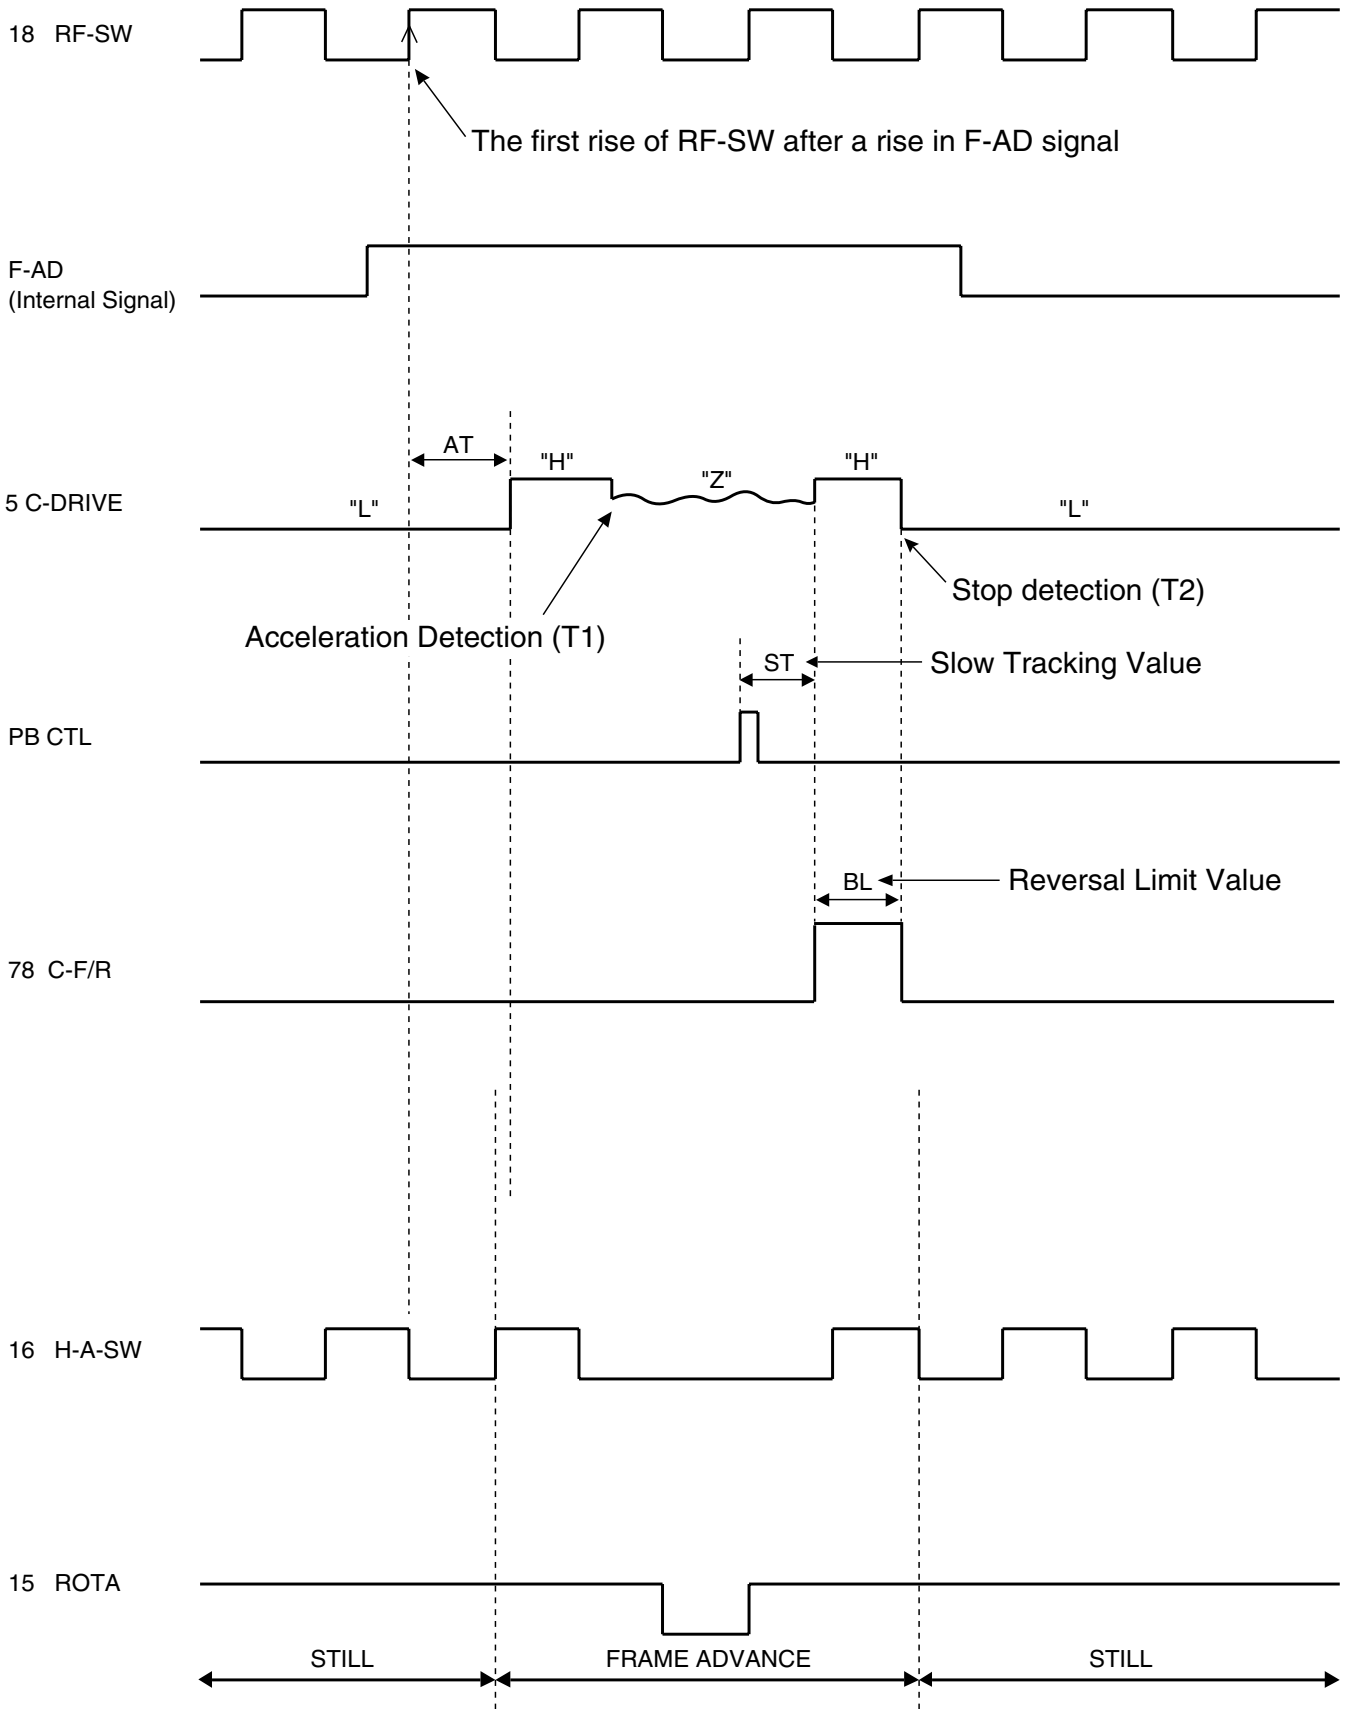 18 RF-SW
The first rise of RF-SW after a rise in F-AD signal
F-AD
(Internal Signal)
AT
"H"
"Z"
"H"
5 C-DRIVE
"L"
"L"
Stop detection (T2)
Acceleration Detection (T1)
ST
Slow Tracking Value
PB CTL
BL
Reversal Limit Value
78 C-F/R
16 H-A-SW
15 ROTA
STILL
FRAME ADVANCE
STILL